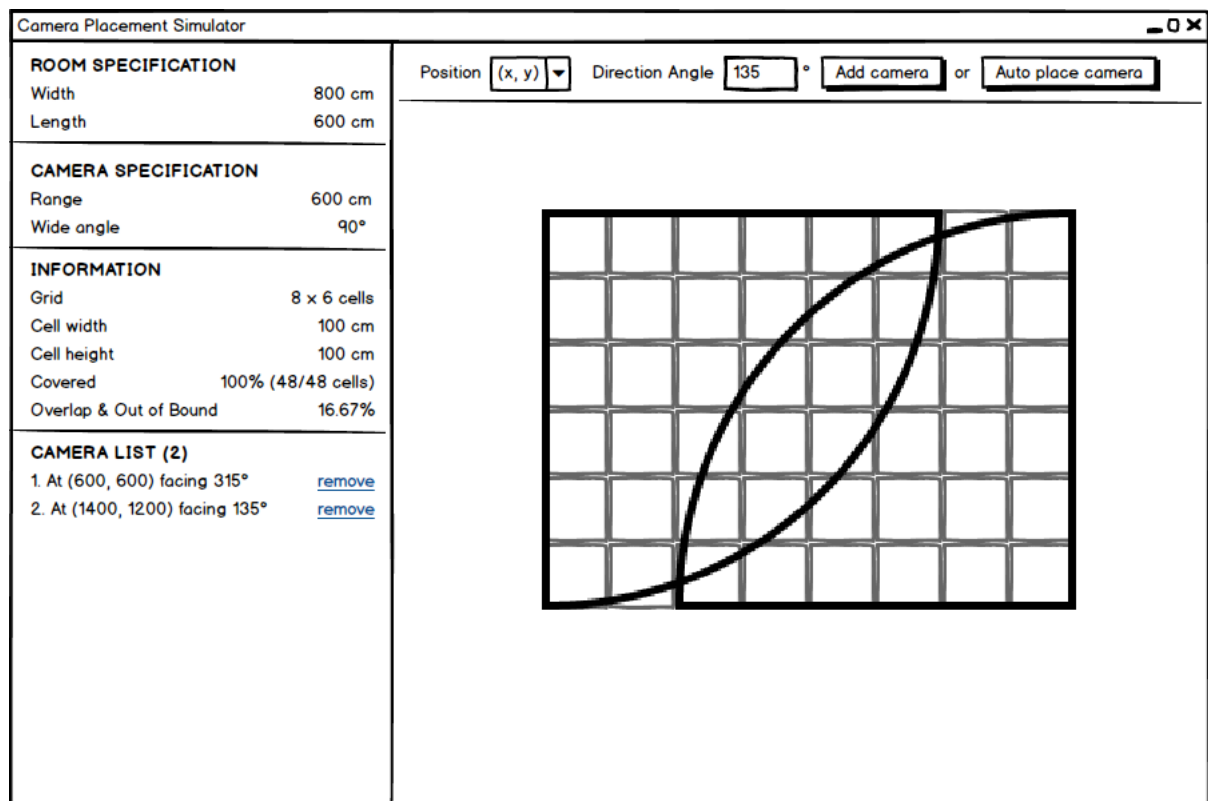 Camera Placement Simulator
ROOM SPECIFICATION
Width 800 cm
Length 600 cm
CAMERA SPECIFICATION
Range 600 cm
Wide angle 90°
INFORMATION
Grid 8 x 6 cells
Cell width 100 cm
Cell height 100 cm
Covered 100% (48/48 cells)
Overlap & Out of Bound 16.67%
CAMERA LIST (2)
1. At (600, 600) facing 315° remove
2. At (1400, 1200) facing 135° remove
Position (x, y) Direction Angle 135 ° Add camera or Auto place camera